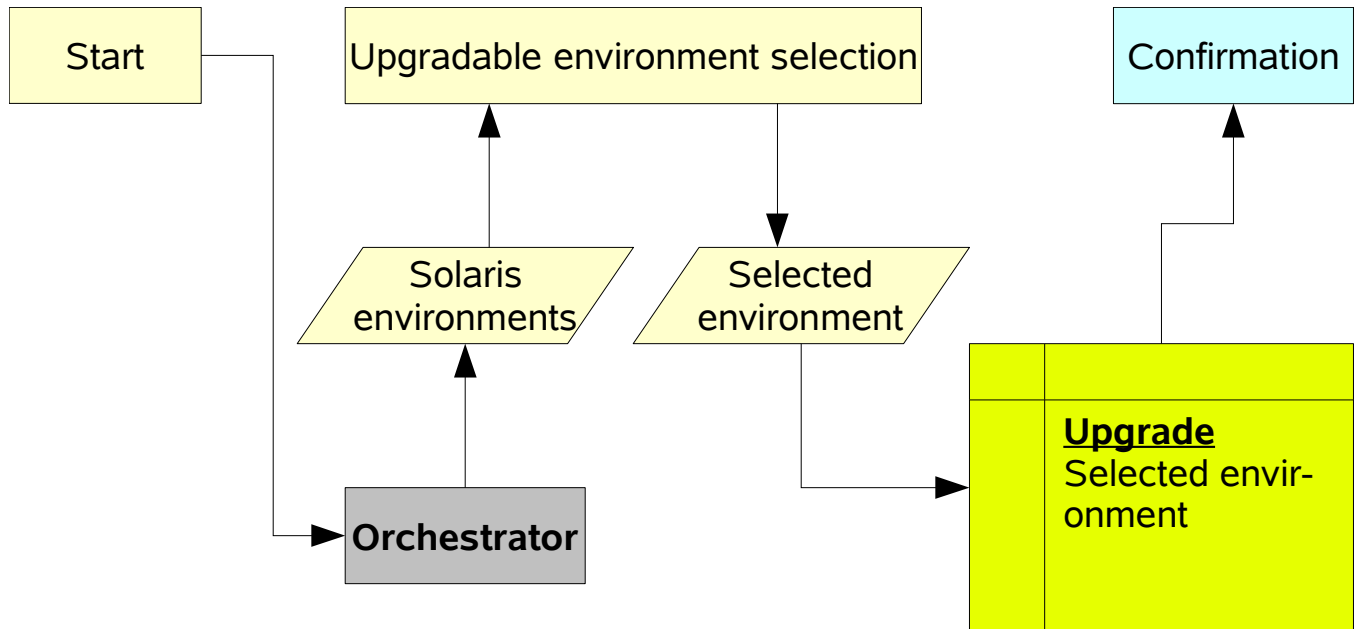 Start
Upgradable environment selection
Confirmation
Solaris
environments
Selected
environment
Upgrade
Selected envir-
onment
Orchestrator